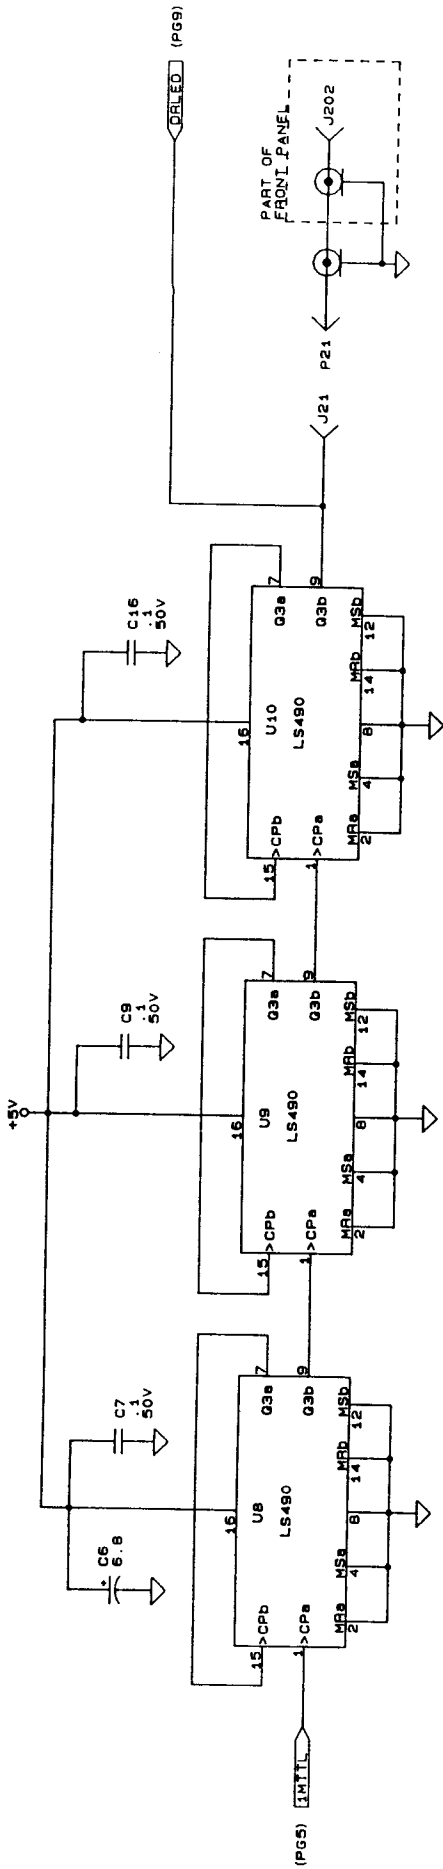 (PG5) 1MTTL
+5V
C6
6.8
+
C7
.1
50V
16
U8
LS490
15 >CPb
1 >CPa
Q3a 7
Q3b 9
MRa
2
MSa
4
8
MRb
14
MSb
12
C9
.1
50V
16
U9
LS490
15 >CPb
1 >CPa
Q3a 7
Q3b 9
MRa
2
MSa
4
8
MRb
14
MSb
12
C16
.1
50V
16
U10
LS490
15 >CPb
1 >CPa
Q3a 7
Q3b 9
MRa
2
MSa
4
8
MRb
14
MSb
12
DRLED (PG9)
J21
P21
PART OF
FRONT PANEL
J202